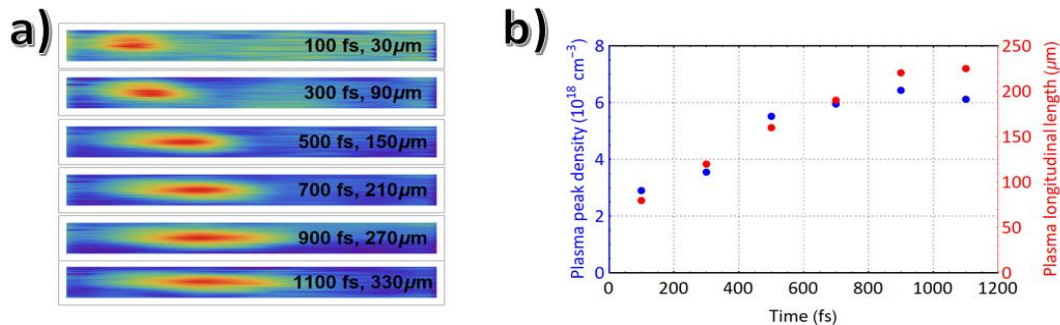 a)
100 fs, 30µm
300 fs, 90µm
500 fs, 150µm
700 fs, 210µm
900 fs, 270µm
1100 fs, 330µm
b)
Plasma peak density (10¹⁸ cm⁻³)
8
6
4
2
0
0 200 400 600 800 1000 1200
Time (fs)
250
200
150
100
50
0
Plasma longitudinal length (µm)